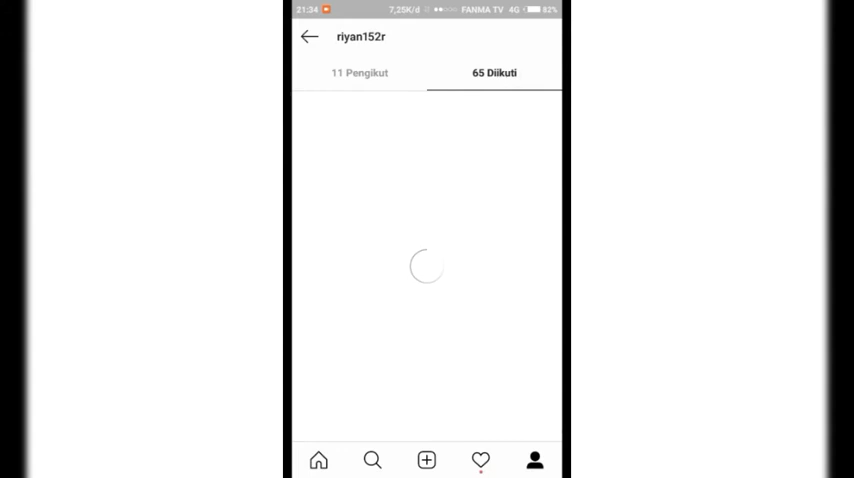 21:34 7,25K/d FANMA TV 4G 82%
riyan152r
11 Pengikut 65 Diikuti